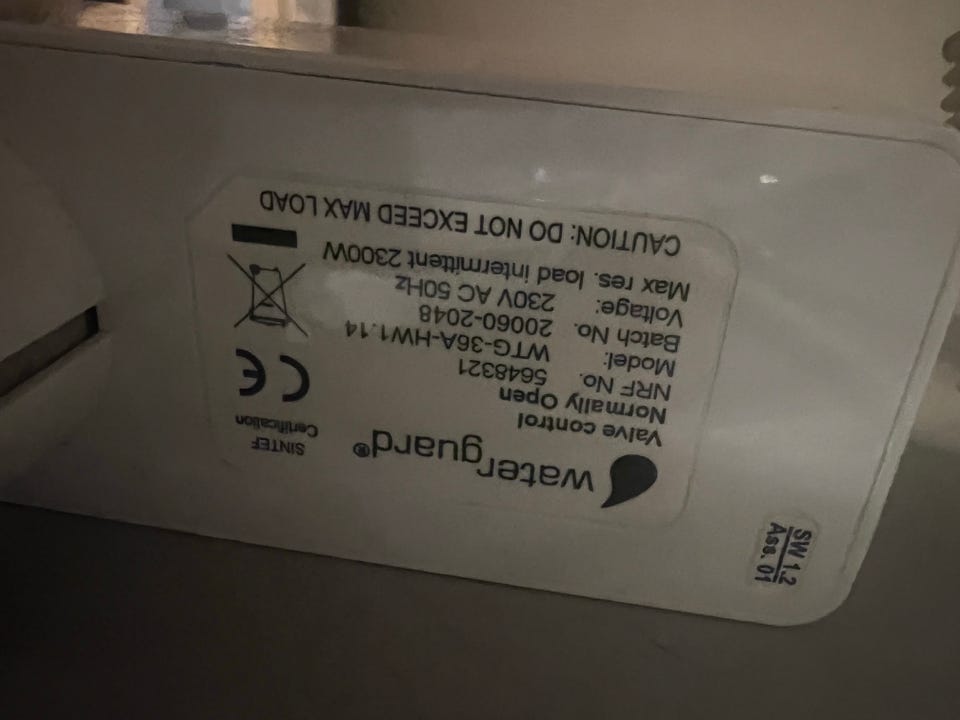 waterguard®
Valve control
Normally Open
NRF No. 5648321
Model: WTG-36A-HW1.14
Batch No. 20060-2048
Voltage: 230V AC 50Hz
Max res. load intermittent 2300W
CAUTION: DO NOT EXCEED MAX LOAD
SINTEF
Certification
CE
SW 1.2
Ass. 01